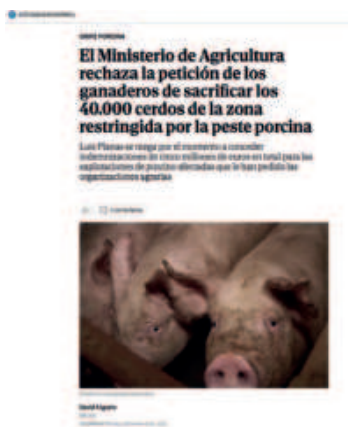 El Ministerio de Agricultura
rechaza la petición de los
ganaderos de sacrificar los
40.000 cerdos de la zona
restringida por la peste porcina
Luis Planas se niega por el momento a conceder
indemnizaciones de cinco millones de euros en total para las
explotaciones de porcino afectadas que le han pedido las
organizaciones agrarias